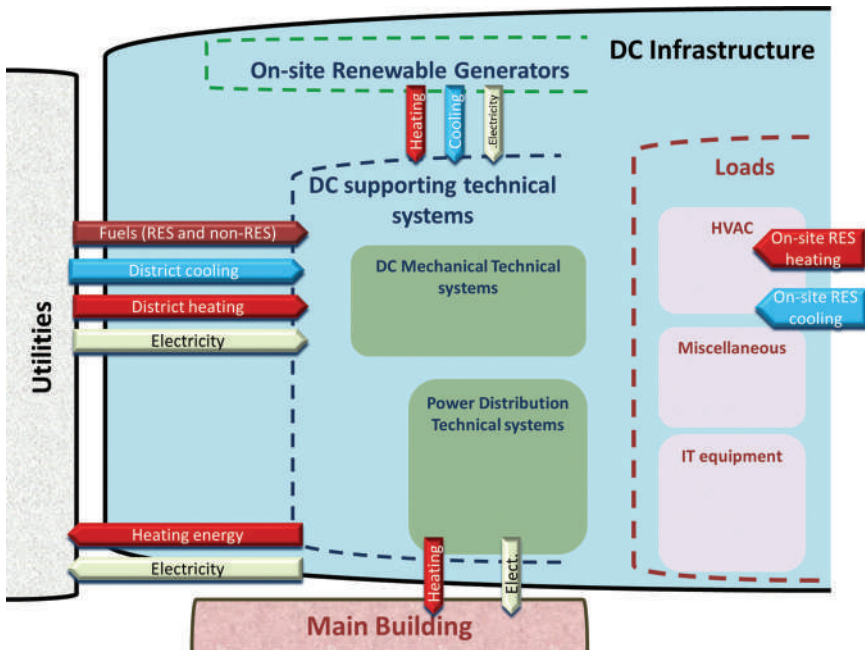 DC Infrastructure
On-site Renewable Generators
Heating
Cooling
.Electricity
Loads
DC supporting technical
systems
Fuels (RES and non-RES)
HVAC
On-site RES
heating
District cooling
DC Mechanical Technical
systems
District heating
On-site RES
cooling
Electricity
Miscellaneous
Utilities
Power Distribution
Technical systems
IT equipment
Heating energy
Electricity
Heating
Elect.
Main Building